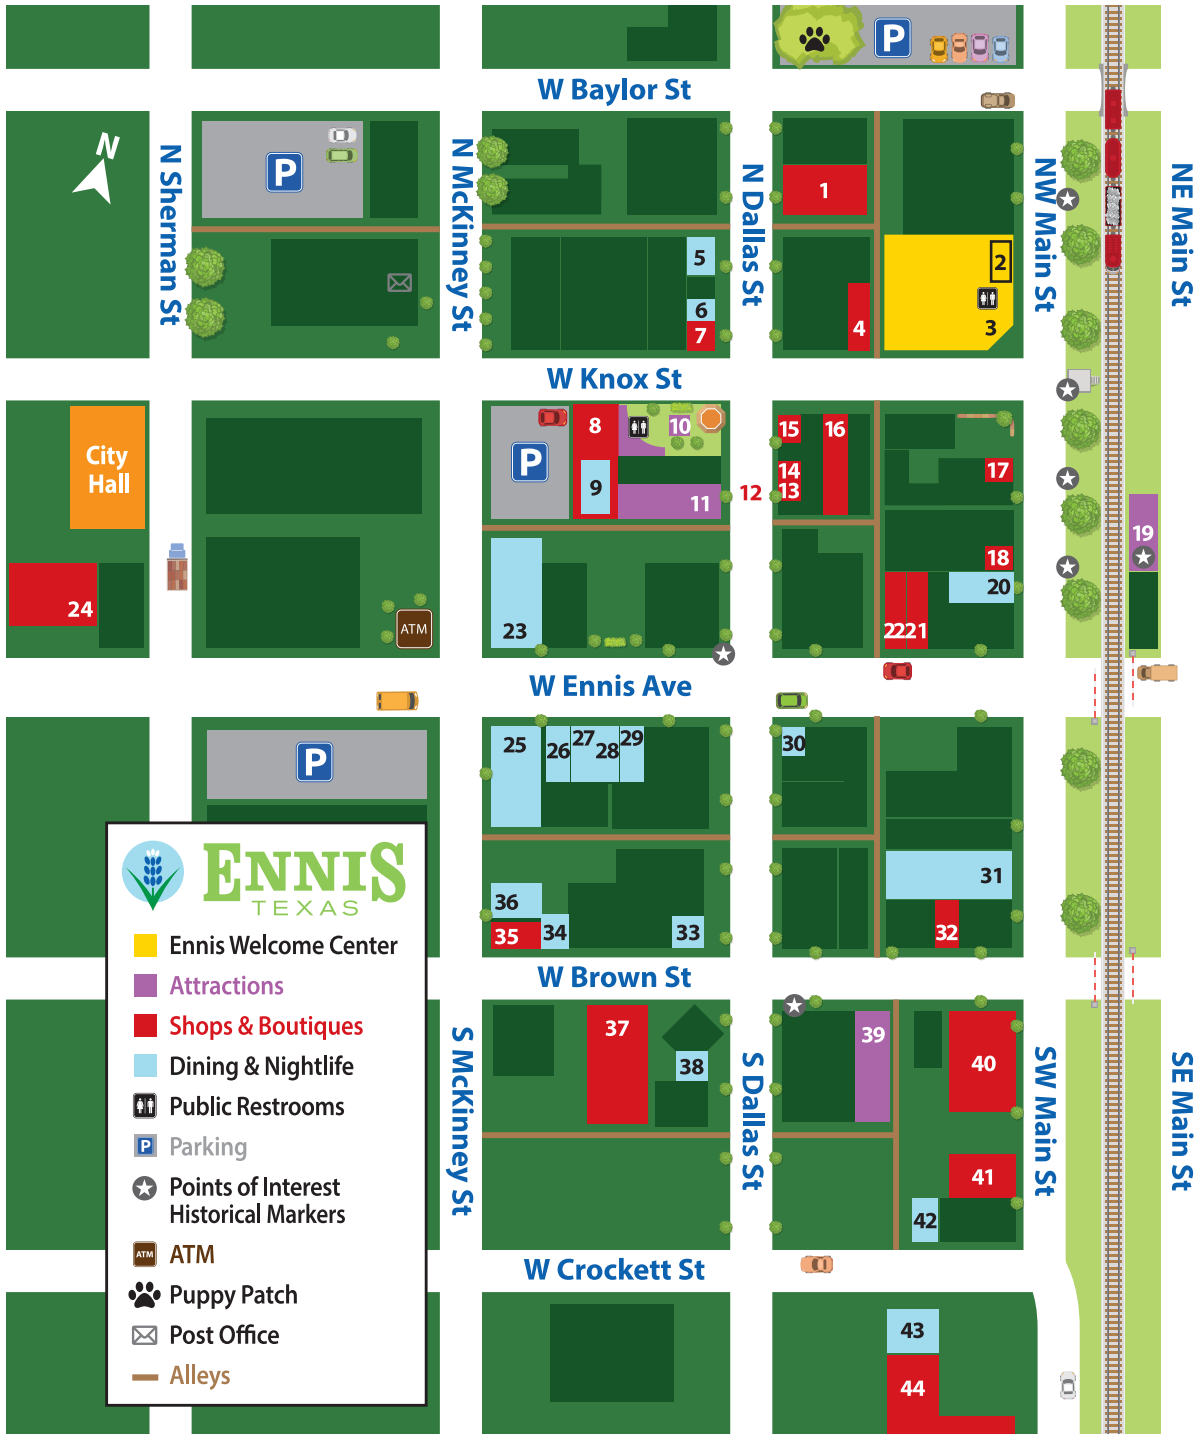 P
W Baylor St
N
N Sherman St
N McKinney St
N Dallas St
NW Main St
NE Main St
P
1
2
3
4
5
6
7
W Knox St
City
Hall
P
8
9
10
11
12
13
14
15
16
17
18
19
20
22
21
23
24
ATM
W Ennis Ave
P
25
26
27
28
29
30
31
32
33
34
35
36
W Brown St
S McKinney St
S Dallas St
SW Main St
SE Main St
37
38
39
40
41
42
W Crockett St
43
44
ENNIS
TEXAS
Ennis Welcome Center
Attractions
Shops & Boutiques
Dining & Nightlife
Public Restrooms
P Parking
Points of Interest
Historical Markers
ATM ATM
Puppy Patch
Post Office
Alleys